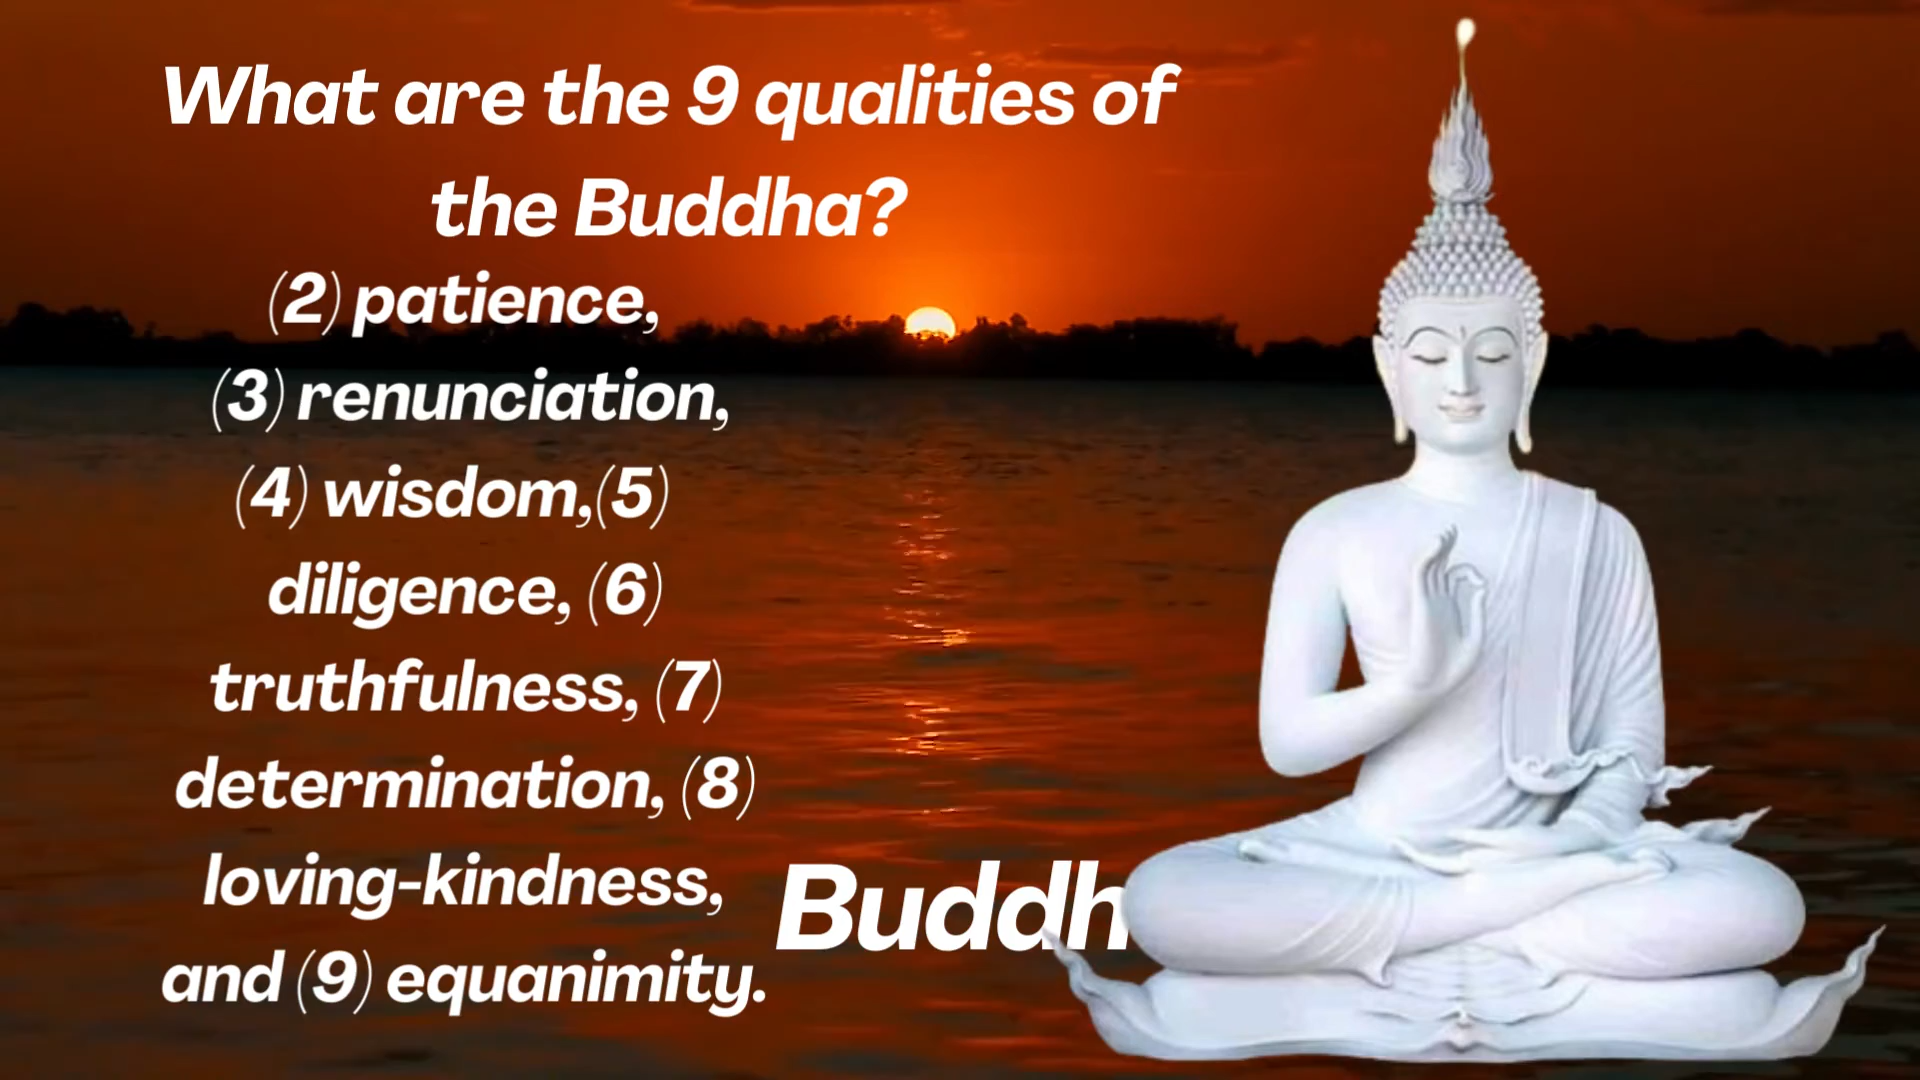 What are the 9 qualities of
the Buddha?
(2) patience,
(3) renunciation,
(4) wisdom,(5)
diligence, (6)
truthfulness, (7)
determination, (8)
loving-kindness,
and (9) equanimity.
Buddh